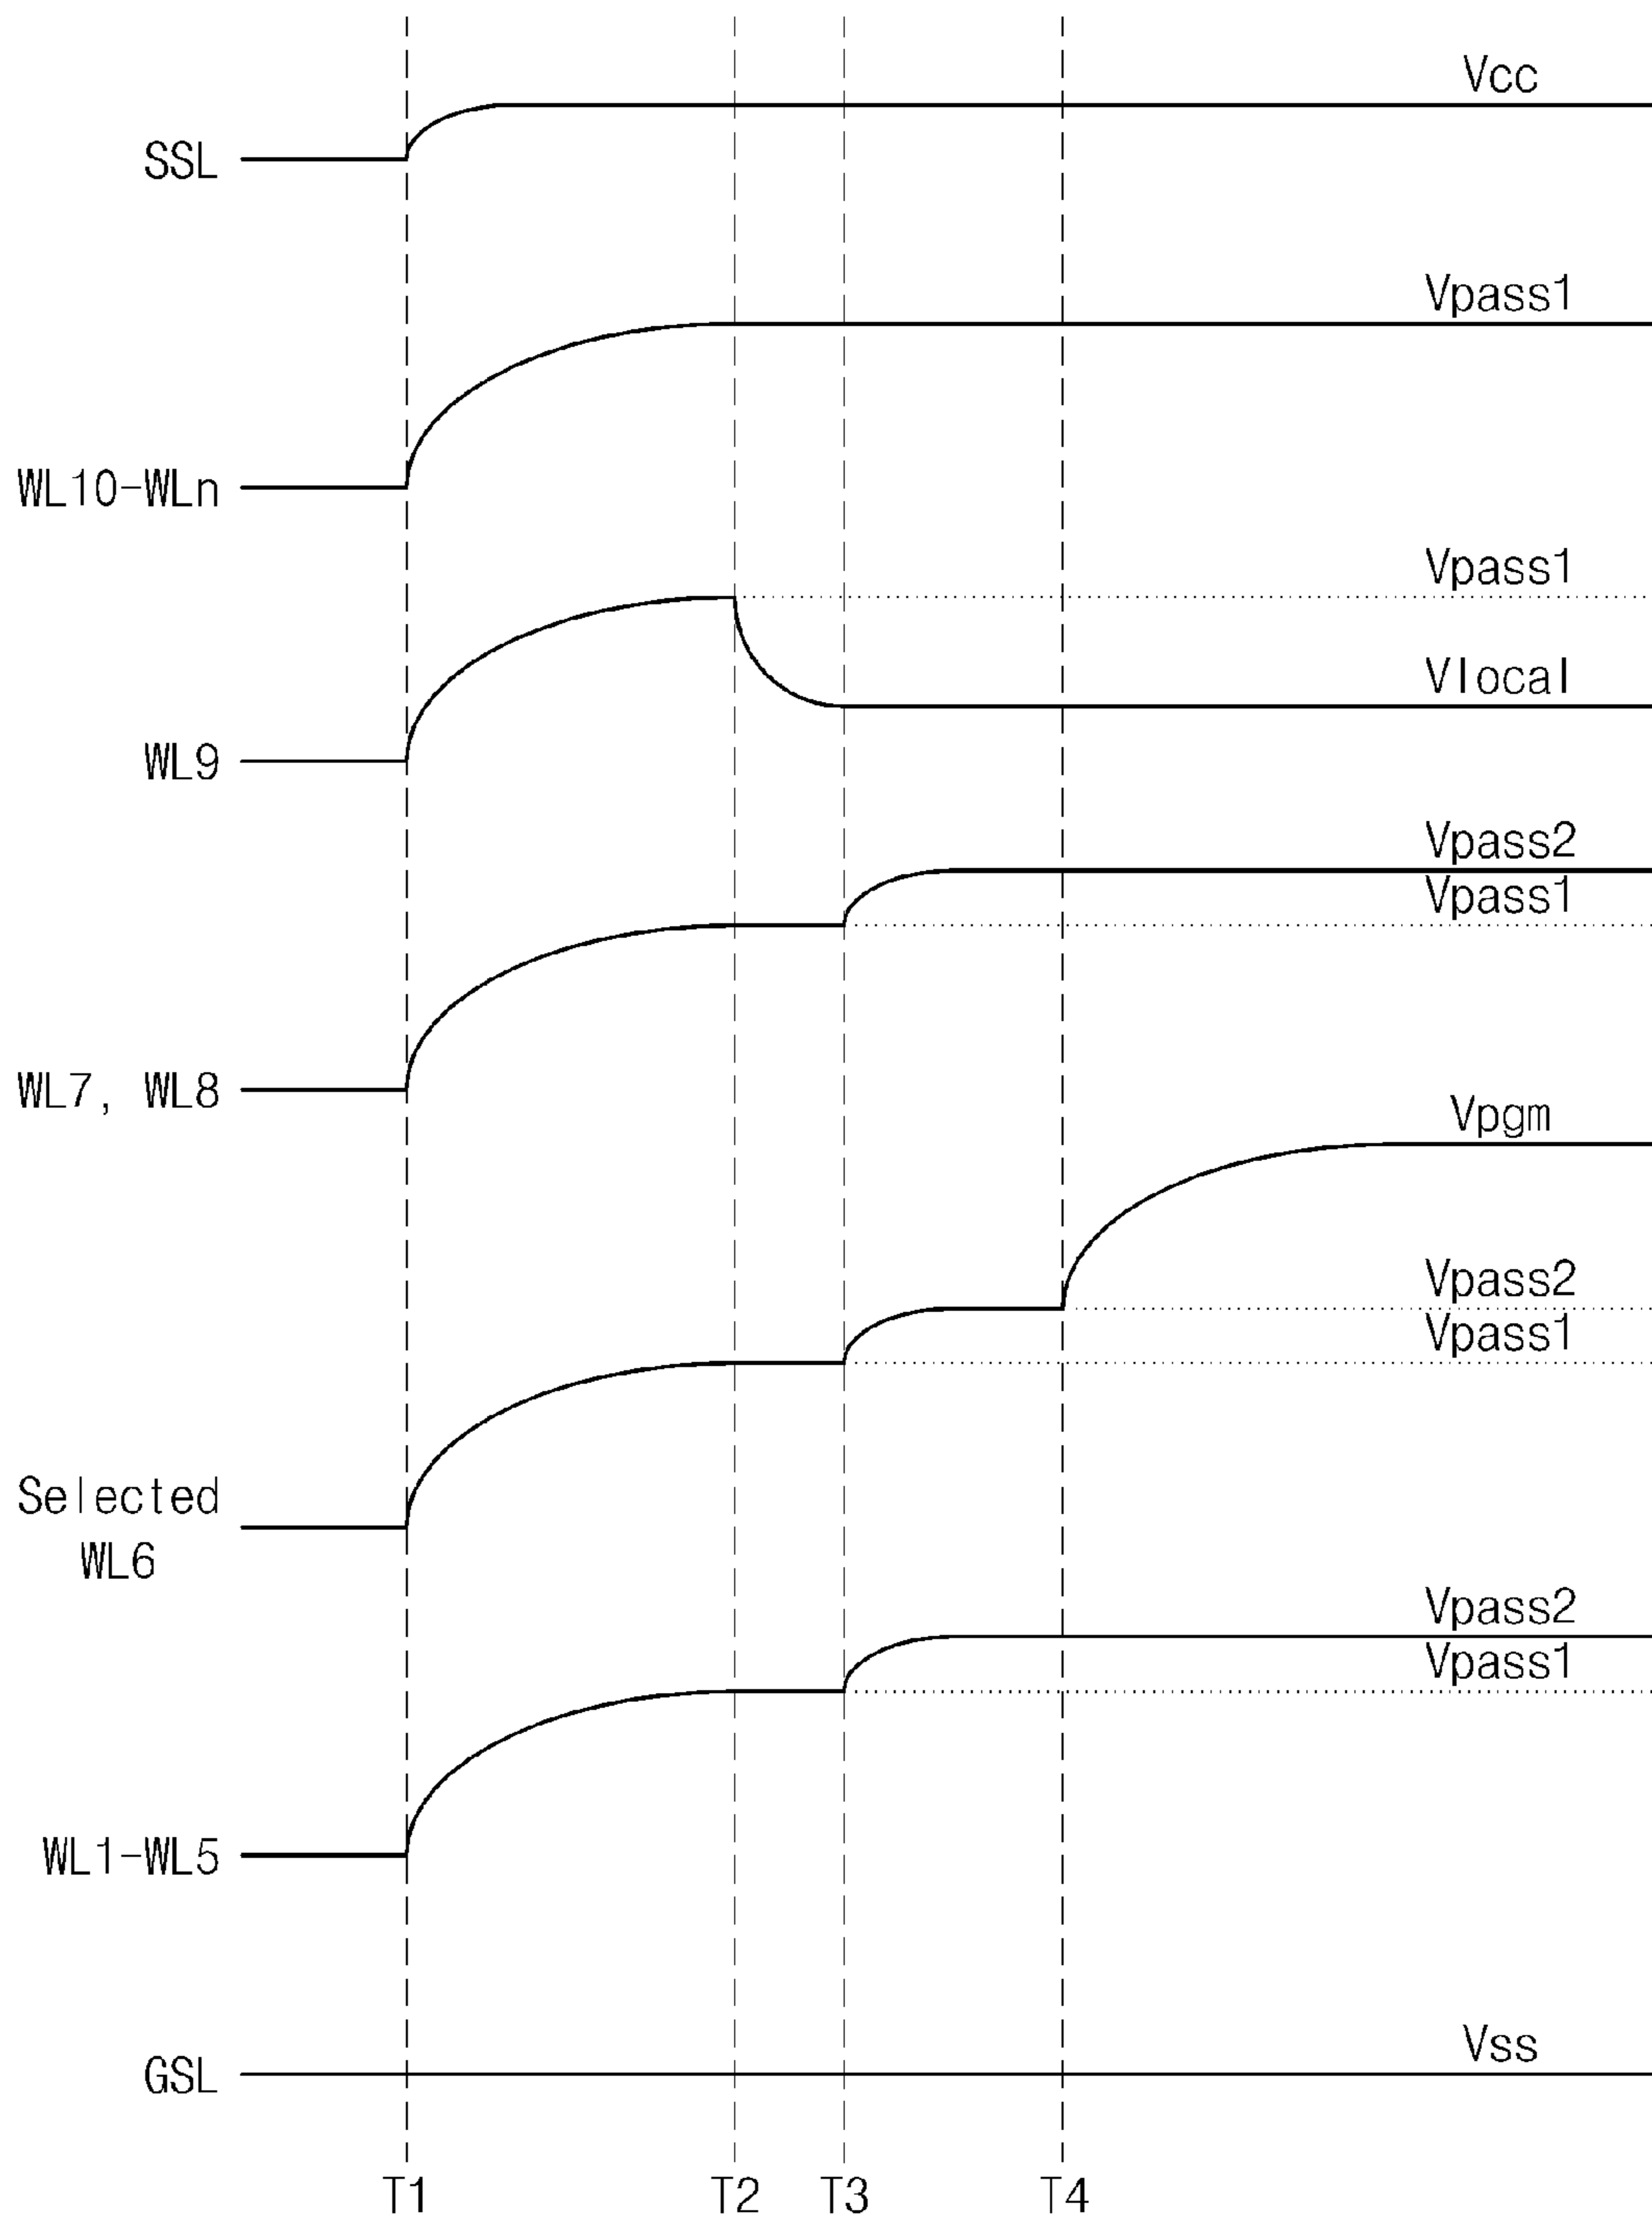 Vcc
SSL
Vpass1
WL10-WLn
Vpass1
Vlocal
WL9
Vpass2
Vpass1
WL7, WL8
Vpgm
Vpass2
Vpass1
Selected
WL6
Vpass2
Vpass1
WL1-WL5
Vss
GSL
T1 T2 T3 T4